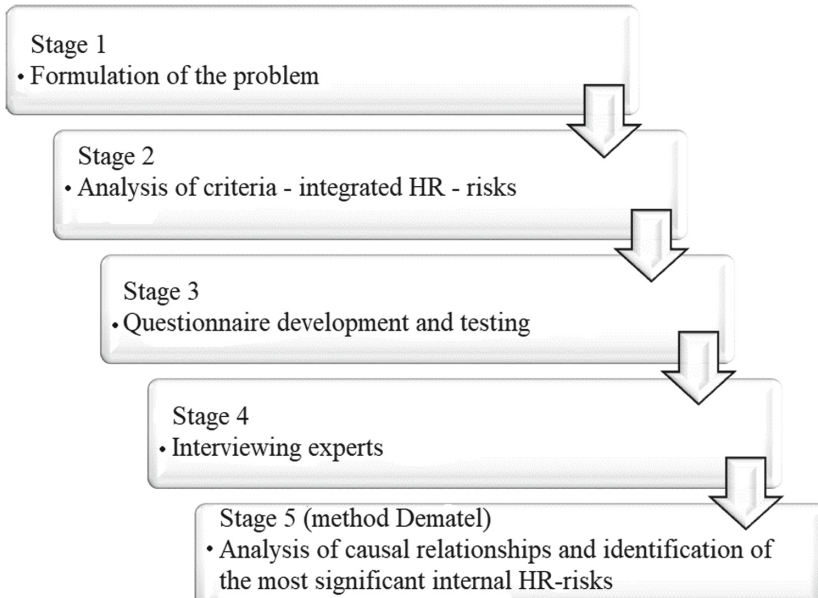 Stage 1
• Formulation of the problem
Stage 2
• Analysis of criteria - integrated HR - risks
Stage 3
• Questionnaire development and testing
Stage 4
• Interviewing experts
Stage 5 (method Dematel)
• Analysis of causal relationships and identification of
the most significant internal HR-risks